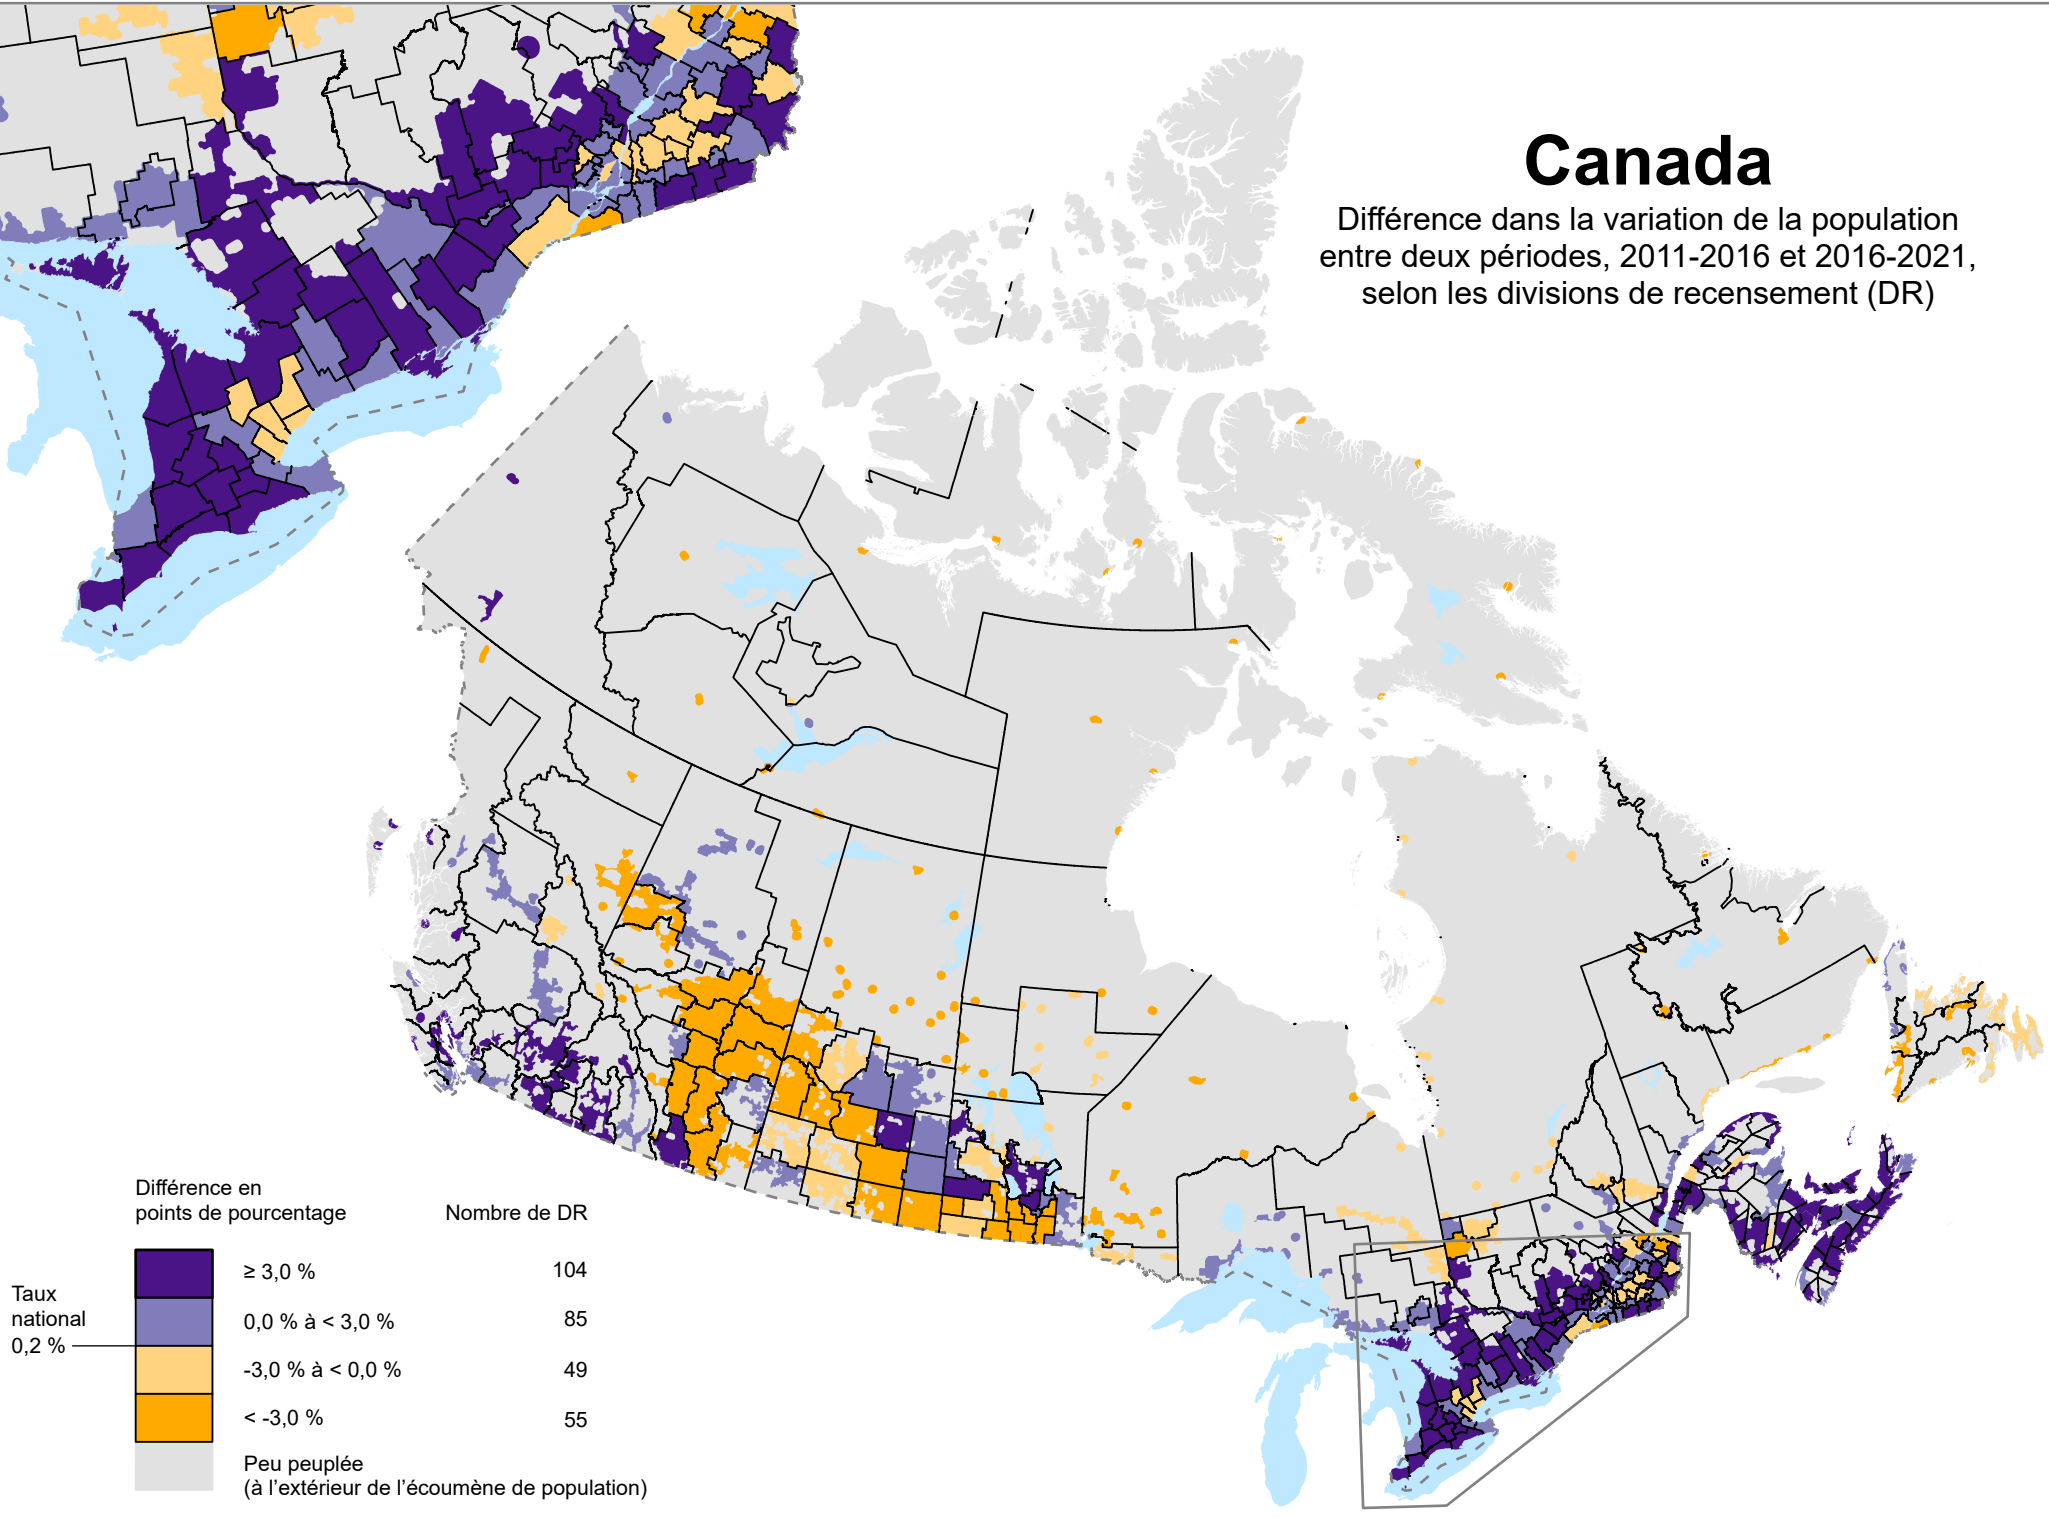 Canada
Différence dans la variation de la population
entre deux périodes, 2011-2016 et 2016-2021,
selon les divisions de recensement (DR)
Différence en
points de pourcentage
Nombre de DR
≥ 3,0 %
104
0,0 % à < 3,0 %
85
Taux
national
0,2 %
-3,0 % à < 0,0 %
49
< -3,0 %
55
Peu peuplée
(à l'extérieur de l'écoumène de population)